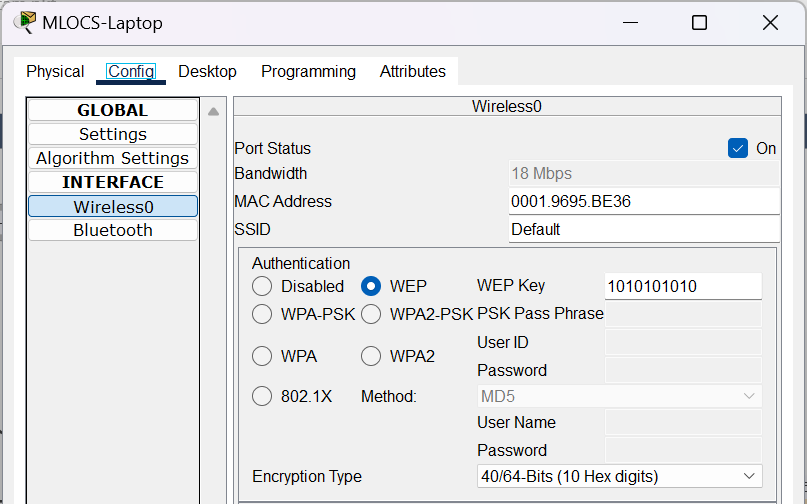 MLOCS-Laptop
Physical Config Desktop Programming Attributes
GLOBAL
Settings
Algorithm Settings
INTERFACE
Wireless0
Bluetooth
Wireless0
Port Status On
Bandwidth 18 Mbps
MAC Address 0001.9695.BE36
SSID Default
Authentication
Disabled WEP WEP Key 1010101010
WPA-PSK WPA2-PSK PSK Pass Phrase
User ID
WPA WPA2
Password
802.1X Method: MD5
User Name
Password
Encryption Type 40/64-Bits (10 Hex digits)